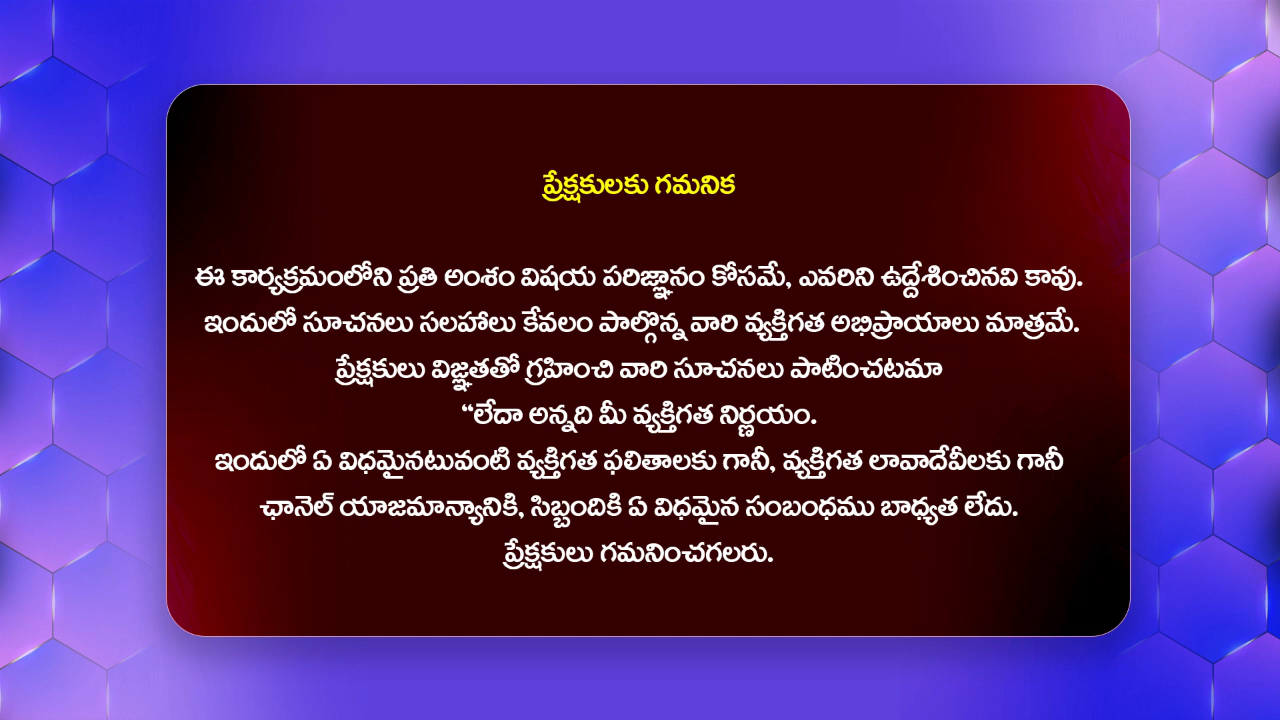 ప్రేక్షకులకు గమనిక
ఈ కార్యక్రమంలోని ప్రతి అంశం విషయ పరిజ్ఞానం కోసమే, ఎవరిని ఉద్దేశించినవి కావు.
ఇందులో సూచనలు సలహాలు కేవలం పాల్గొన్న వారి వ్యక్తిగత అభిప్రాయాలు మాత్రమే.
ప్రేక్షకులు విజ్ఞతతో గ్రహించి వారి సూచనలు పాటించటమా
“లేదా అన్నది మీ వ్యక్తిగత నిర్ణయం.
ఇందులో ఏ విధమైనటువంటి వ్యక్తిగత ఫలితాలకు గానీ, వ్యక్తిగత లావాదేవీలకు గానీ
ఛానెల్ యాజమాన్యానికి, సిబ్బందికి ఏ విధమైన సంబంధము బాధ్యత లేదు.
ప్రేక్షకులు గమనించగలరు.